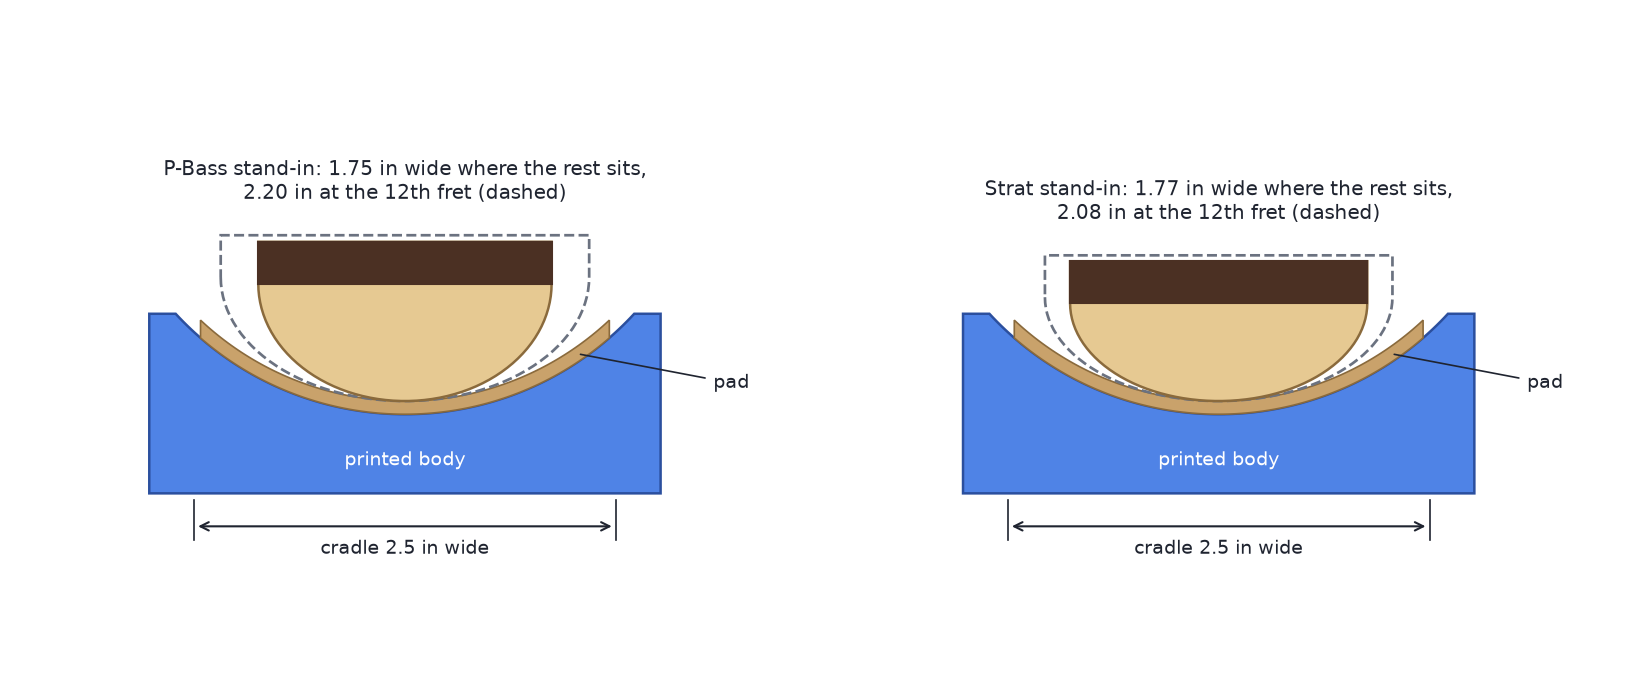 P-Bass stand-in: 1.75 in wide where the rest sits,
2.20 in at the 12th fret (dashed)
pad
printed body
cradle 2.5 in wide
Strat stand-in: 1.77 in wide where the rest sits,
2.08 in at the 12th fret (dashed)
pad
printed body
cradle 2.5 in wide